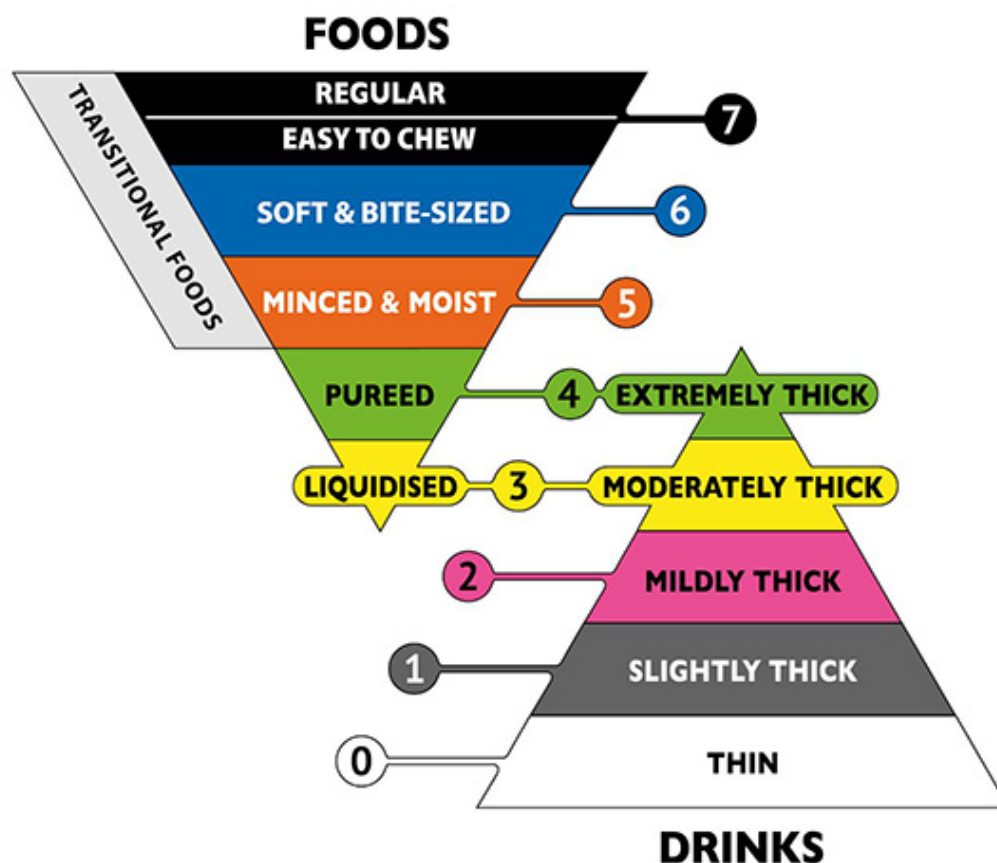 FOODS
TRANSITIONAL FOODS
REGULAR
7
EASY TO CHEW
SOFT & BITE-SIZED
6
MINCED & MOIST
5
PUREED
4
EXTREMELY THICK
LIQUIDISED
3
MODERATELY THICK
2
MILDLY THICK
1
SLIGHTLY THICK
0
THIN
DRINKS